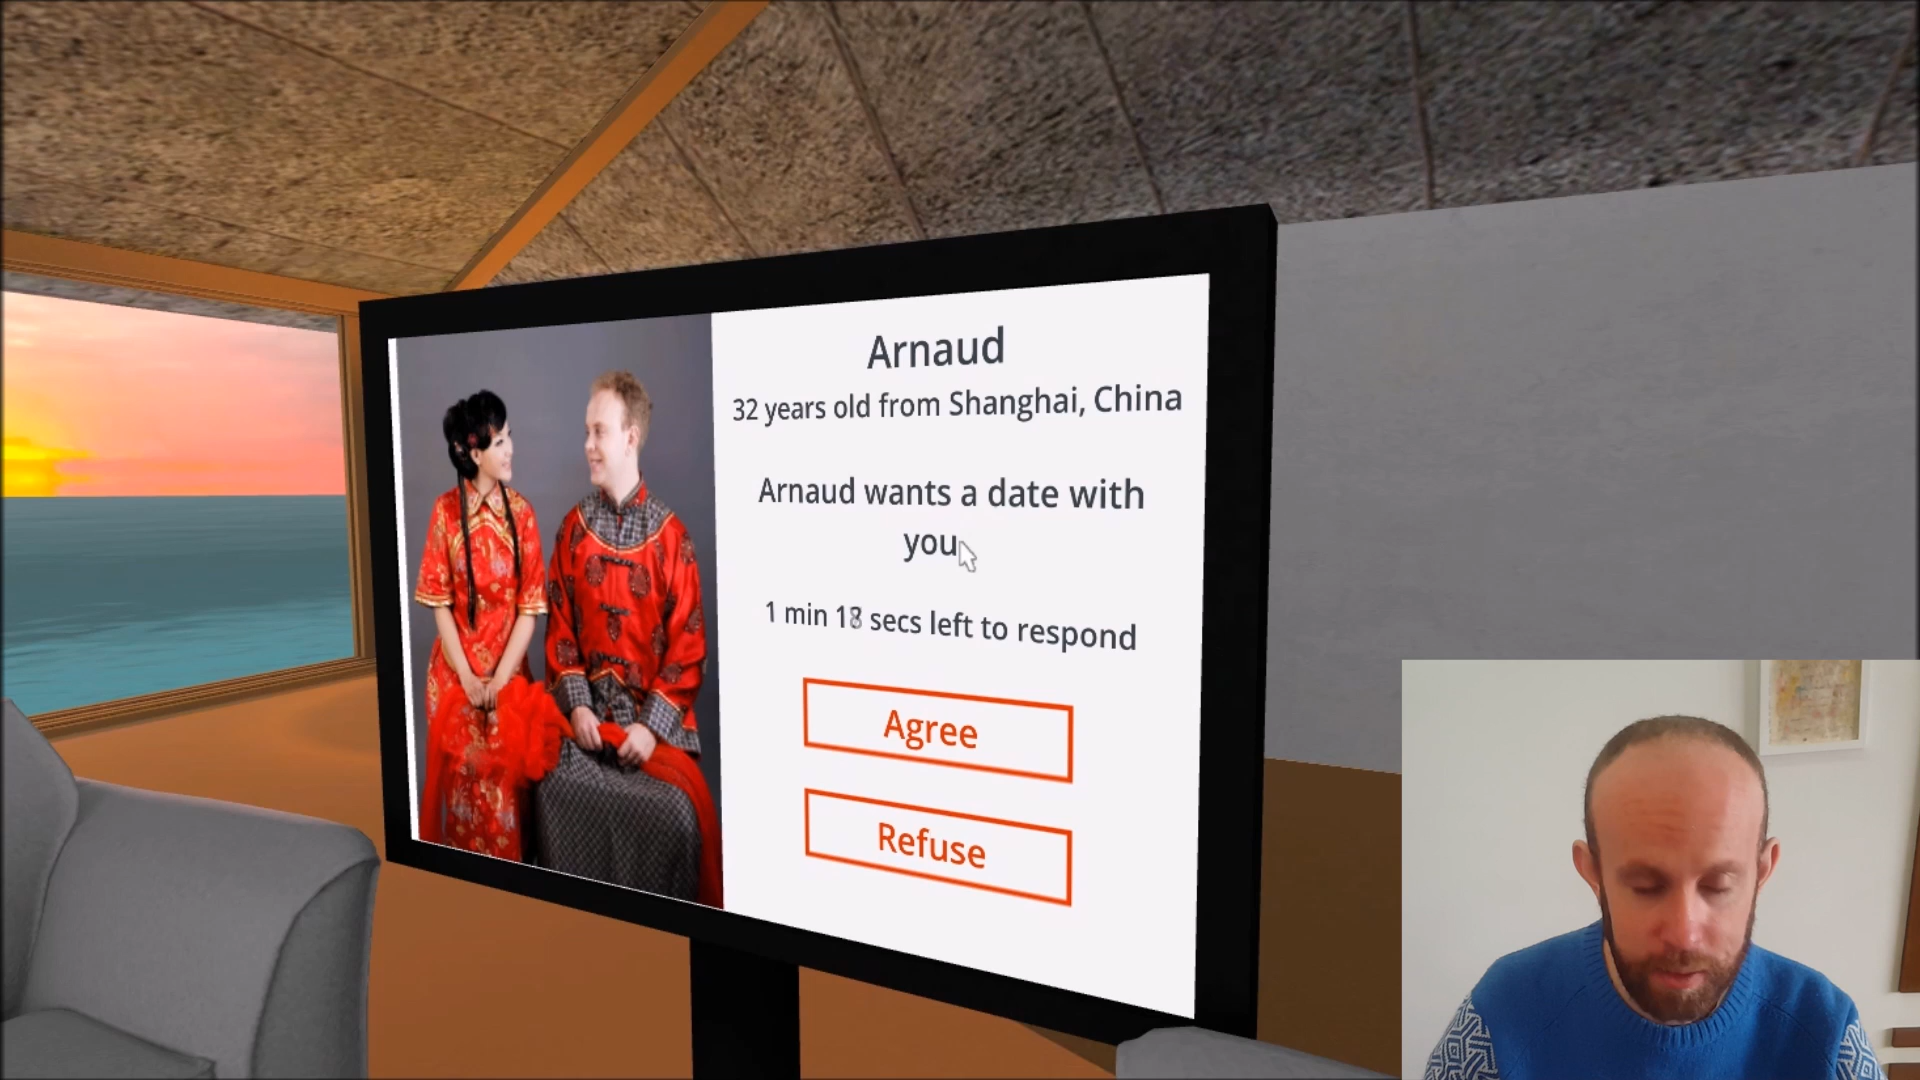 Arnaud
32 years old from Shanghai, China
Arnaud wants a date with
you
1 min 18 secs left to respond
Agree
Refuse